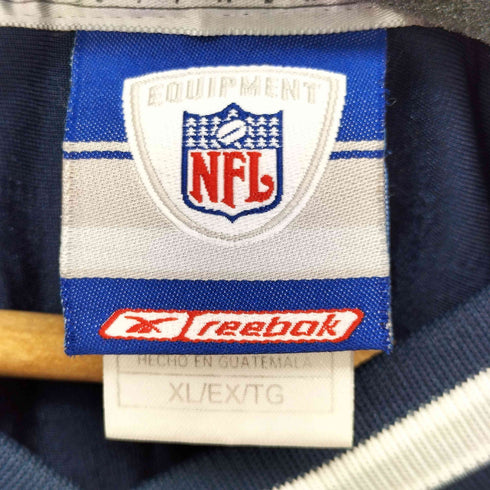 EQUIPMENT
NFL
Reebok
HECHO EN GUATEMALA
XL/EX/TG